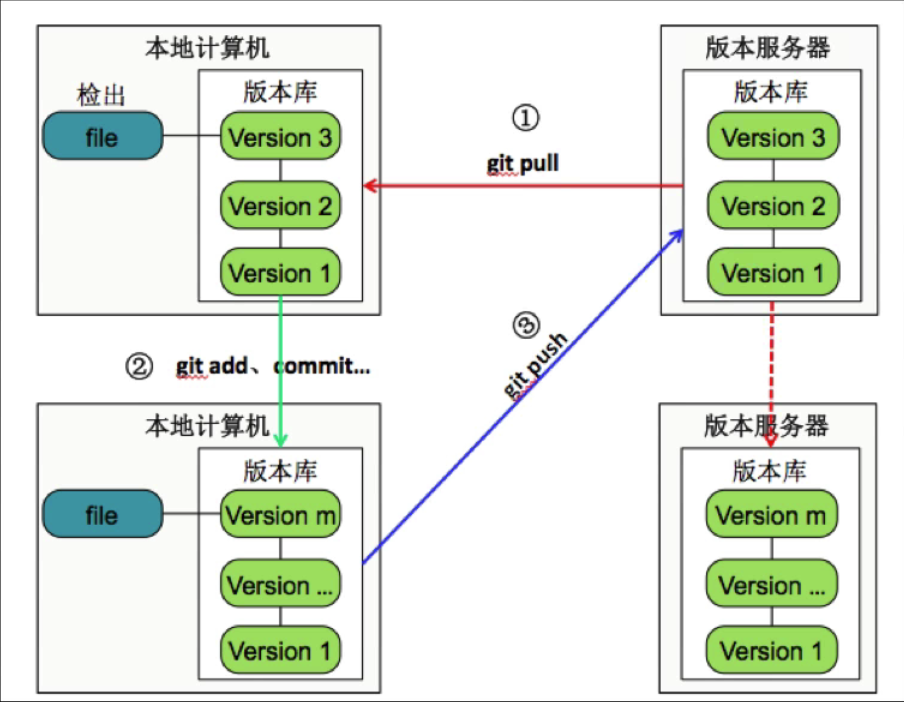 本地计算机
检出
版本库
file
Version 3
Version 2
Version 1
①
git pull
版本服务器
版本库
Version 3
Version 2
Version 1
② git add、commit...
③
git push
本地计算机
版本库
file
Version m
Version ...
Version 1
版本服务器
版本库
Version m
Version ...
Version 1